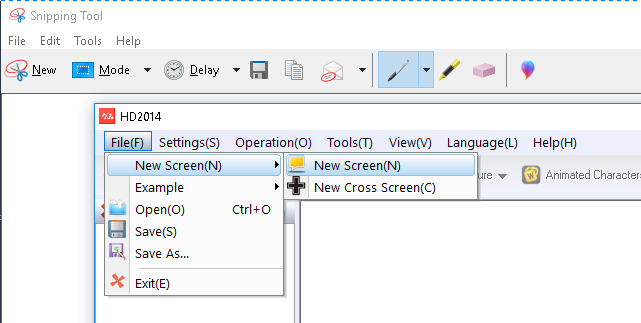 Snipping Tool
File Edit Tools Help
New Mode Delay
HD2014
File(F) Settings(S) Operation(O) Tools(T) View(V) Language(L) Help(H)
New Screen(N) New Screen(N)
Example New Cross Screen(C)
Animated Characters
Open(O) Ctrl+O
Save(S)
Save As...
Exit(E)